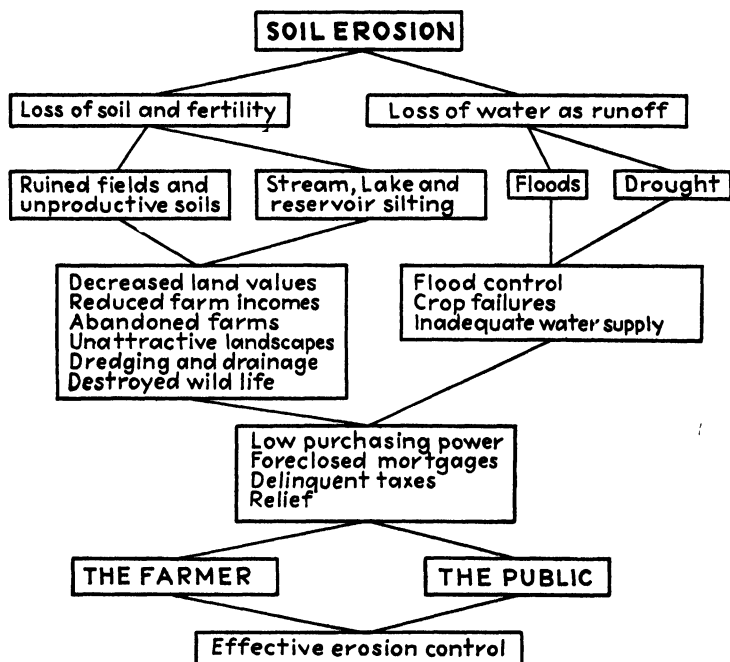 SOIL EROSION
Loss of soil and fertility
Loss of water as runoff
Ruined fields and
unproductive soils
Stream, Lake and
reservoir silting
Floods
Drought
Decreased land values
Reduced farm incomes
Abandoned farms
Unattractive landscapes
Dredging and drainage
Destroyed wild life
Flood control
Crop failures
Inadequate water supply
Low purchasing power
Foreclosed mortgages
Delinquent taxes
Relief
THE FARMER
THE PUBLIC
Effective erosion control